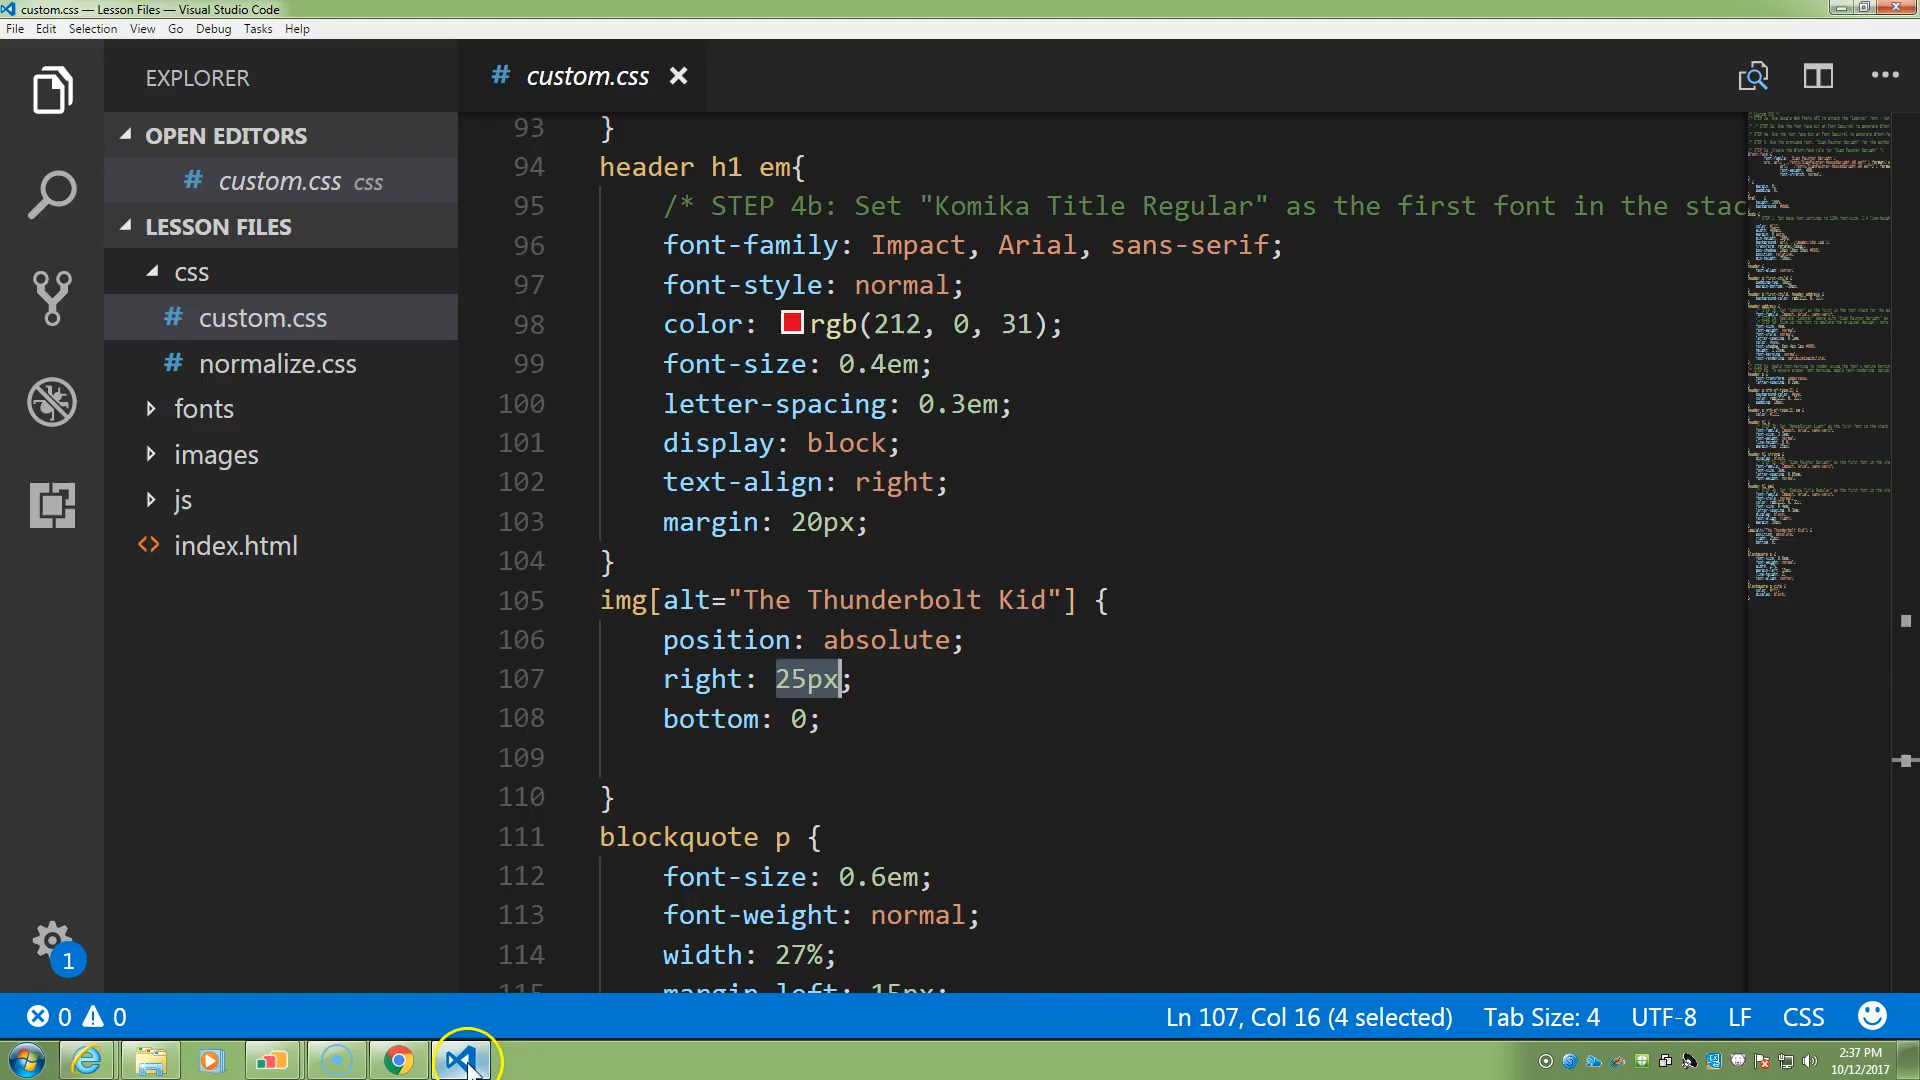 custom.css — Lesson Files — Visual Studio Code
File Edit Selection View Go Debug Tasks Help
EXPLORER
OPEN EDITORS
# custom.css css
LESSON FILES
css
# custom.css
# normalize.css
fonts
images
js
<> index.html
1
# custom.css
93 }
94 header h1 em{
95 /* STEP 4b: Set "Komika Title Regular" as the first font in the stac
96 font-family: Impact, Arial, sans-serif;
97 font-style: normal;
98 color: rgb(212, 0, 31);
99 font-size: 0.4em;
100 letter-spacing: 0.3em;
101 display: block;
102 text-align: right;
103 margin: 20px;
104 }
105 img[alt="The Thunderbolt Kid"] {
106 position: absolute;
107 right: 25px;
108 bottom: 0;
109
110 }
111 blockquote p {
112 font-size: 0.6em;
113 font-weight: normal;
114 width: 27%;
115 margin-left: 15px;
0 0
Ln 107, Col 16 (4 selected) Tab Size: 4 UTF-8 LF CSS
2:37 PM
10/12/2017